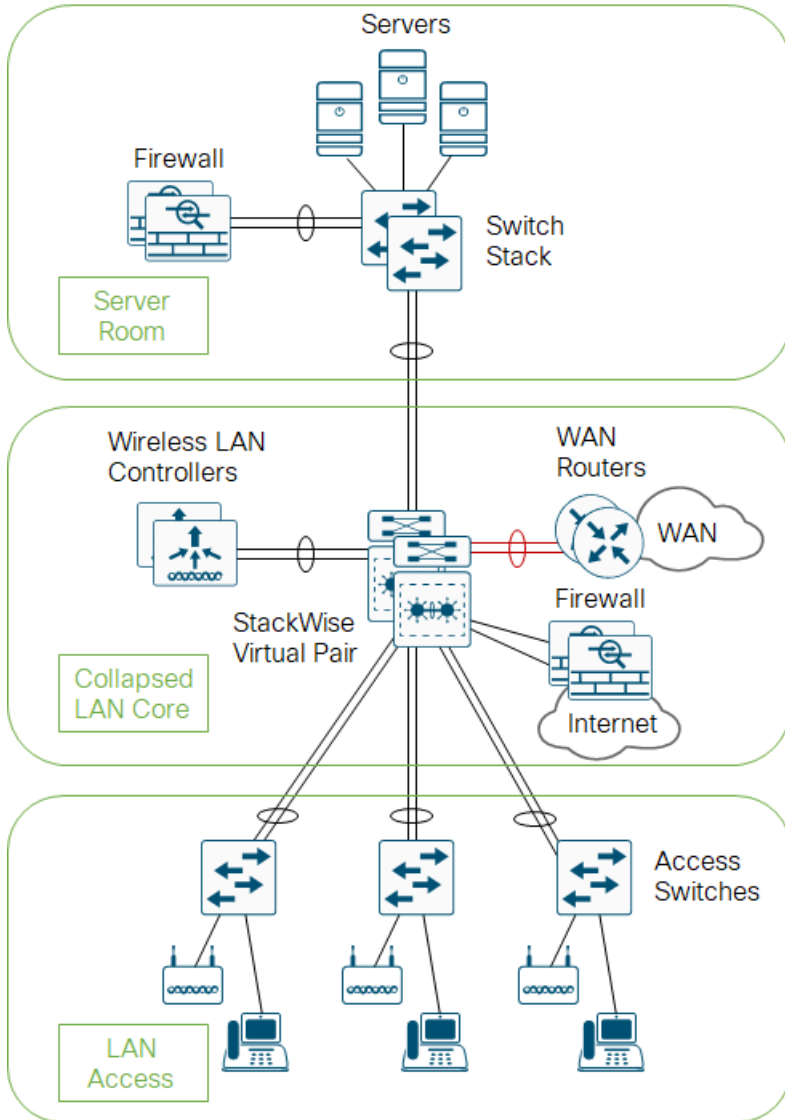 Servers
Firewall
Switch
Stack
Server
Room
Wireless LAN
Controllers
WAN
Routers
WAN
StackWise
Virtual Pair
Firewall
Internet
Collapsed
LAN Core
Access
Switches
LAN
Access